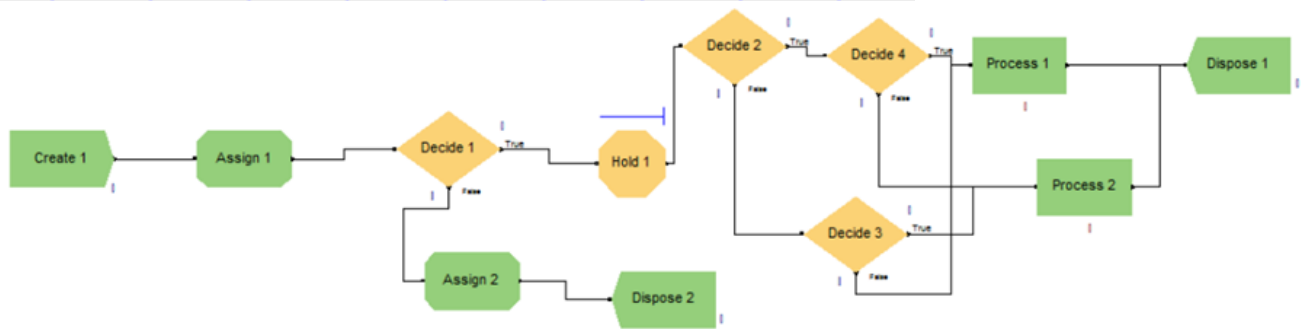 Create 1
Assign 1
Decide 1
True
False
Assign 2
Dispose 2
Hold 1
Decide 2
True
False
Decide 4
True
False
Decide 3
True
False
Process 1
Process 2
Dispose 1